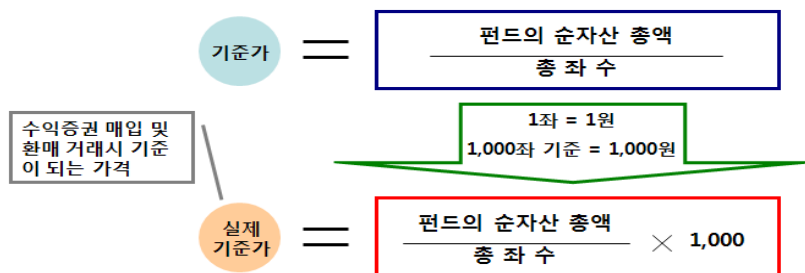 기준가
=
펀드의 순자산 총액
총 좌 수
1좌 = 1원
1,000좌 기준 = 1,000원
수익증권 매입 및
환매 거래시 기준
이 되는 가격
실제
기준가
=
펀드의 순자산 총액
총 좌 수
× 1,000